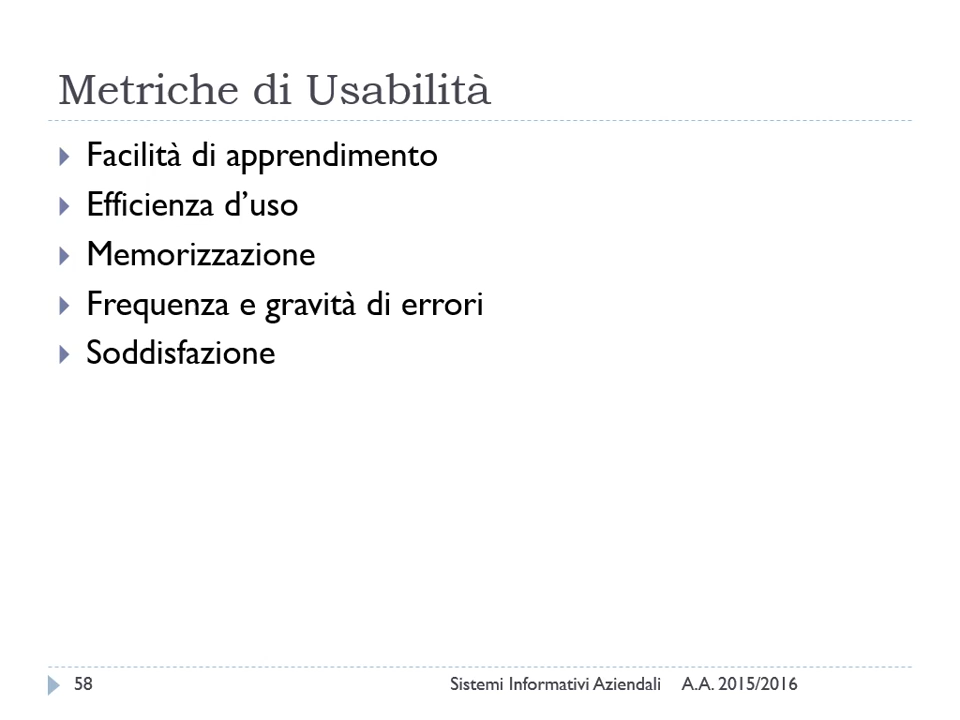 Metriche di Usabilità
Facilità di apprendimento
Efficienza d’uso
Memorizzazione
Frequenza e gravità di errori
Soddisfazione
58 Sistemi Informativi Aziendali A.A. 2015/2016